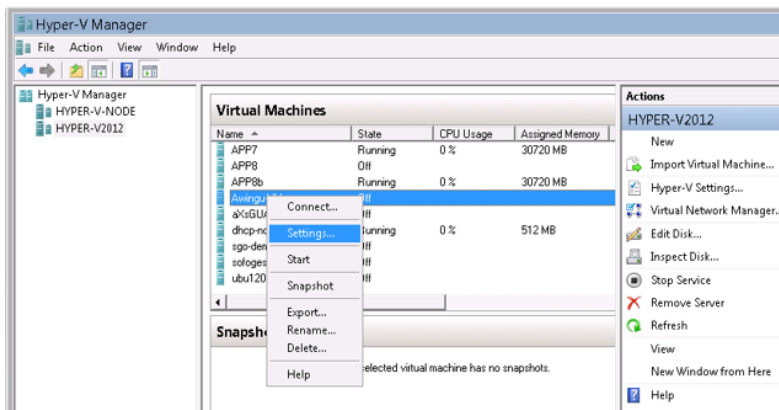 Hyper-V Manager
File Action View Window Help
Hyper-V Manager
HYPER-V-NODE
HYPER-V2012
Virtual Machines
Name State CPU Usage Assigned Memory
APP7 Running 0 % 30720 MB
APP8 Off
APP8b Running 0 % 30720 MB
Off
Off
Running 0 % 512 MB
Off
Off
ubu120 Off
Connect...
Settings...
Start
Snapshot
Export...
Rename...
Delete...
Help
Snapsh
selected virtual machine has no snapshots.
Actions
HYPER-V2012
New
Import Virtual Machine...
Hyper-V Settings...
Virtual Network Manager...
Edit Disk...
Inspect Disk...
Stop Service
Remove Server
Refresh
View
New Window from Here
Help